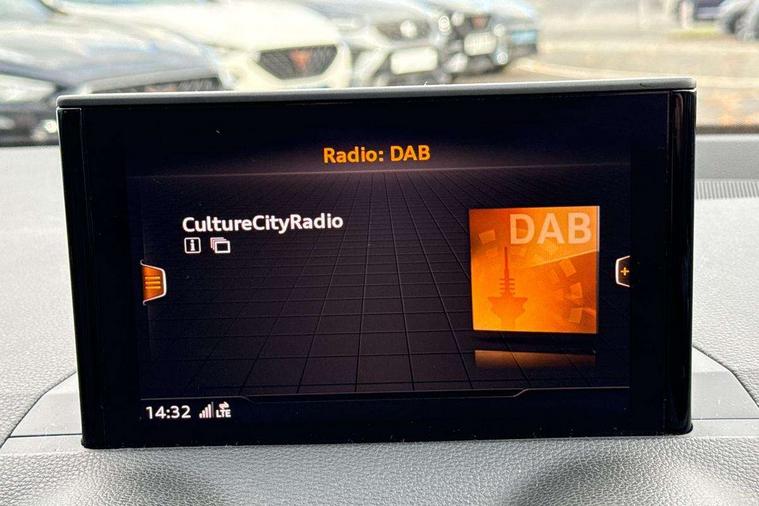 Radio: DAB
CultureCityRadio
DAB
14:32 LTE